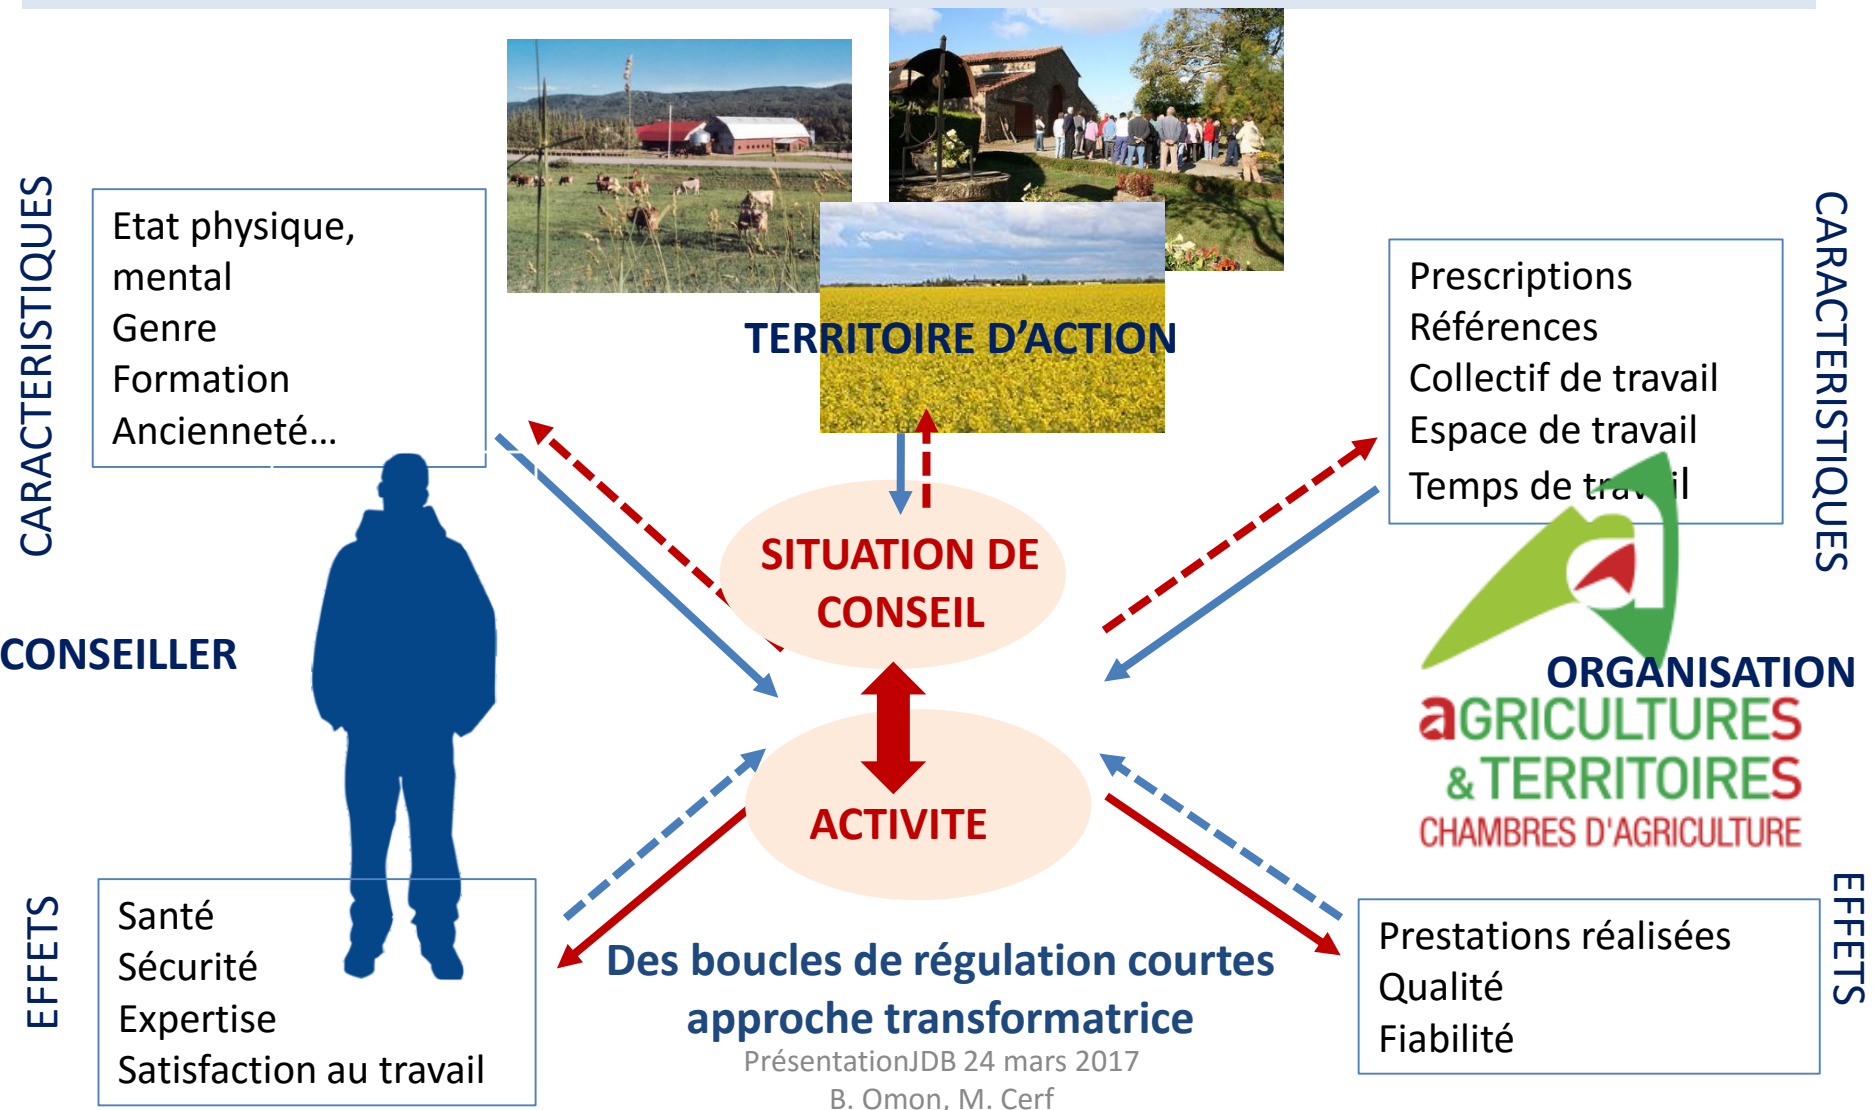 CARACTERISTIQUES
Etat physique,
mental
Genre
Formation
Ancienneté...
TERRITOIRE D'ACTION
Prescriptions
Références
Collectif de travail
Espace de travail
Temps de travail
CARACTERISTIQUES
SITUATION DE
CONSEIL
CONSEILLER
ORGANISATION
aGRICULTURES
& TERRITOIRES
CHAMBRES D'AGRICULTURE
ACTIVITE
EFFETS
Santé
Sécurité
Expertise
Satisfaction au travail
Des boucles de régulation courtes
approche transformatrice
PrésentationJDB 24 mars 2017
B. Omon, M. Cerf
Prestations réalisées
Qualité
Fiabilité
EFFETS